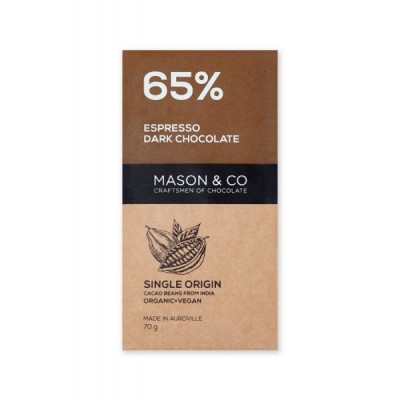 65%
ESPRESSO
DARK CHOCOLATE
MASON & CO
CRAFTSMEN OF CHOCOLATE
SINGLE ORIGIN
CACAO BEANS FROM INDIA
ORGANIC•VEGAN
MADE IN AUROVILLE
70 g